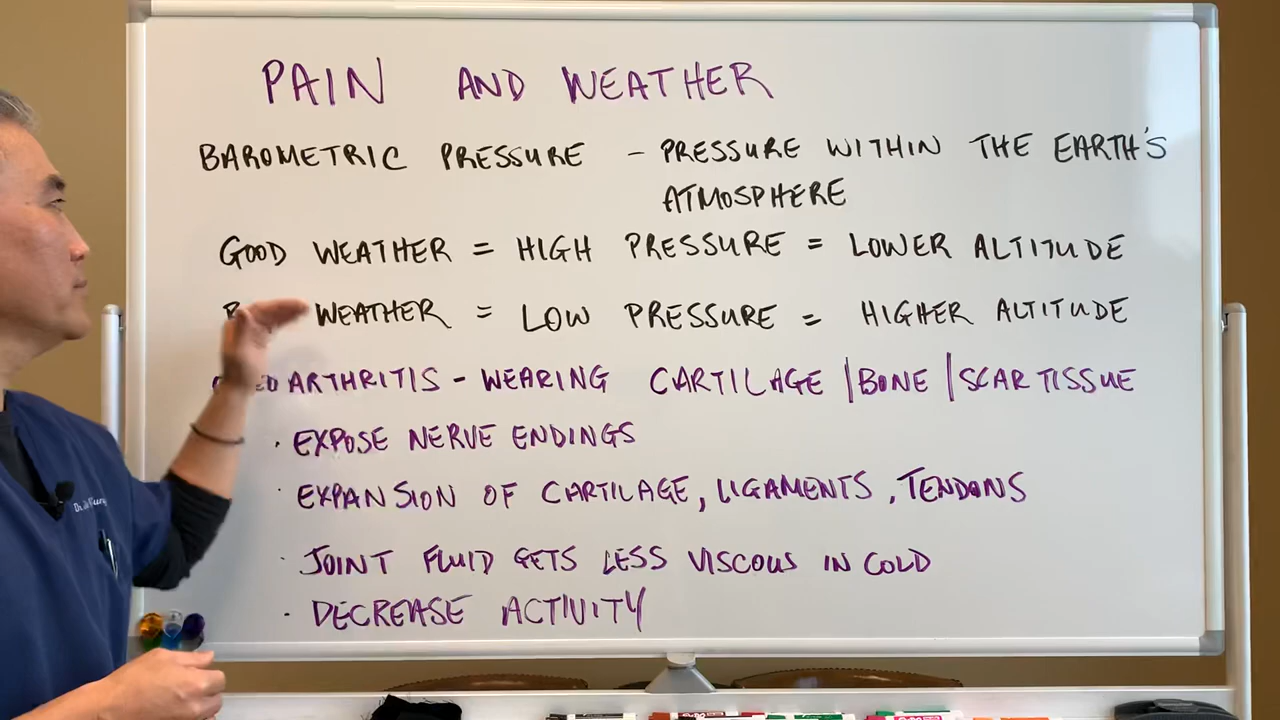 PAIN AND WEATHER
BAROMETRIC PRESSURE - PRESSURE WITHIN THE EARTH'S
ATMOSPHERE
GOOD WEATHER = HIGH PRESSURE = LOWER ALTITUDE
WEATHER = LOW PRESSURE = HIGHER ALTITUDE
ARTHRITIS - WEARING CARTILAGE | BONE | SCAR TISSUE
· EXPOSE NERVE ENDINGS
· EXPANSION OF CARTILAGE, LIGAMENTS, TENDONS
· JOINT FLUID GETS LESS VISCOUS IN COLD
· DECREASE ACTIVITY
Dr.